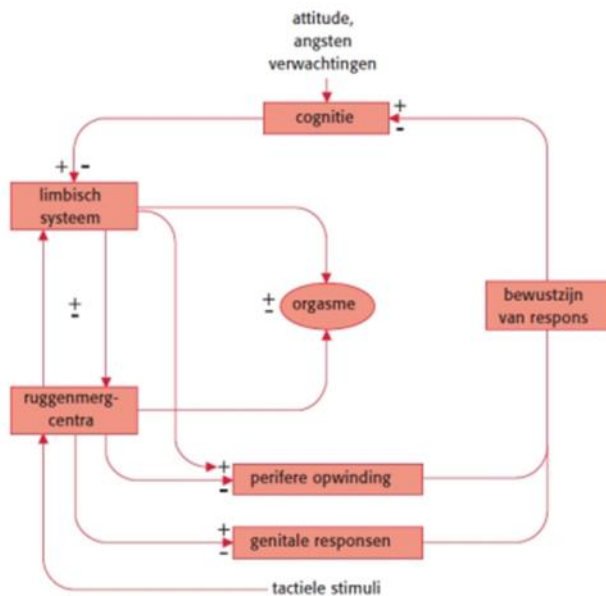 attitude,
angsten
verwachtingen
+
cognitie
-
+ -
limbisch
systeem
+
-
+
-
orgasme
bewustzijn
van respons
ruggenmerg-
centra
+
-
perifere opwinding
+
-
genitale responsen
tactiele stimuli